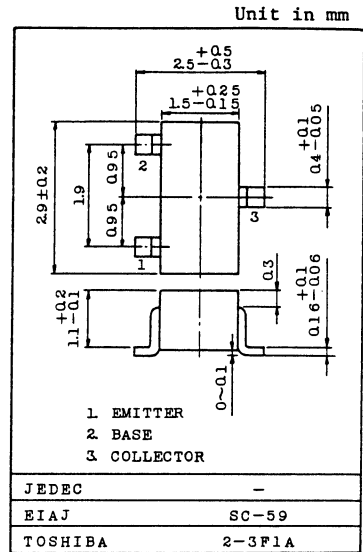 Unit in mm
+0.5
2.5-0.3
+0.25
1.5-0.15
2.9±0.2
1.9
0.95
0.95
2
1
3
+0.1
0.4-0.05
+0.2
1.1-0.1
0.3
+0.1
0.16-0.06
0~0.1
1. EMITTER
2. BASE
3. COLLECTOR
JEDEC -
EIAJ SC-59
TOSHIBA 2-3F1A